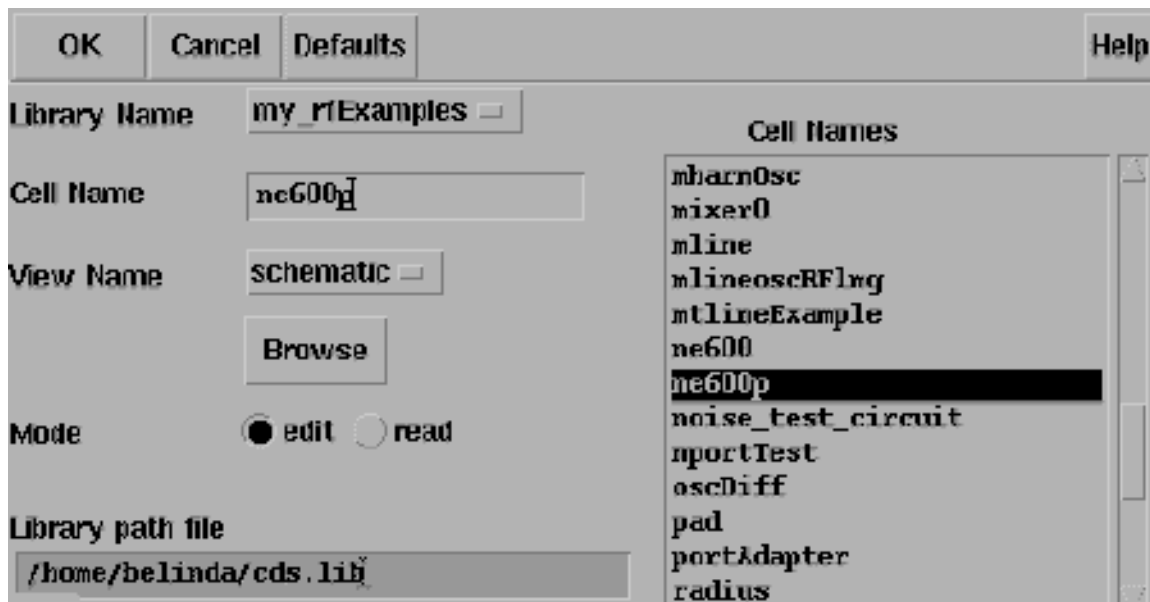 OK Cancel Defaults Help
Library Name my_rfExamples
Cell Name ne600p
View Name schematic
Browse
Mode edit read
Library path file
/home/belinda/cds.lib
Cell Names
mharnOsc
mixer0
mline
mlineoscRFlmg
mtlineExample
ne600
ne600p
noise_test_circuit
nportTest
oscDiff
pad
portAdapter
radius